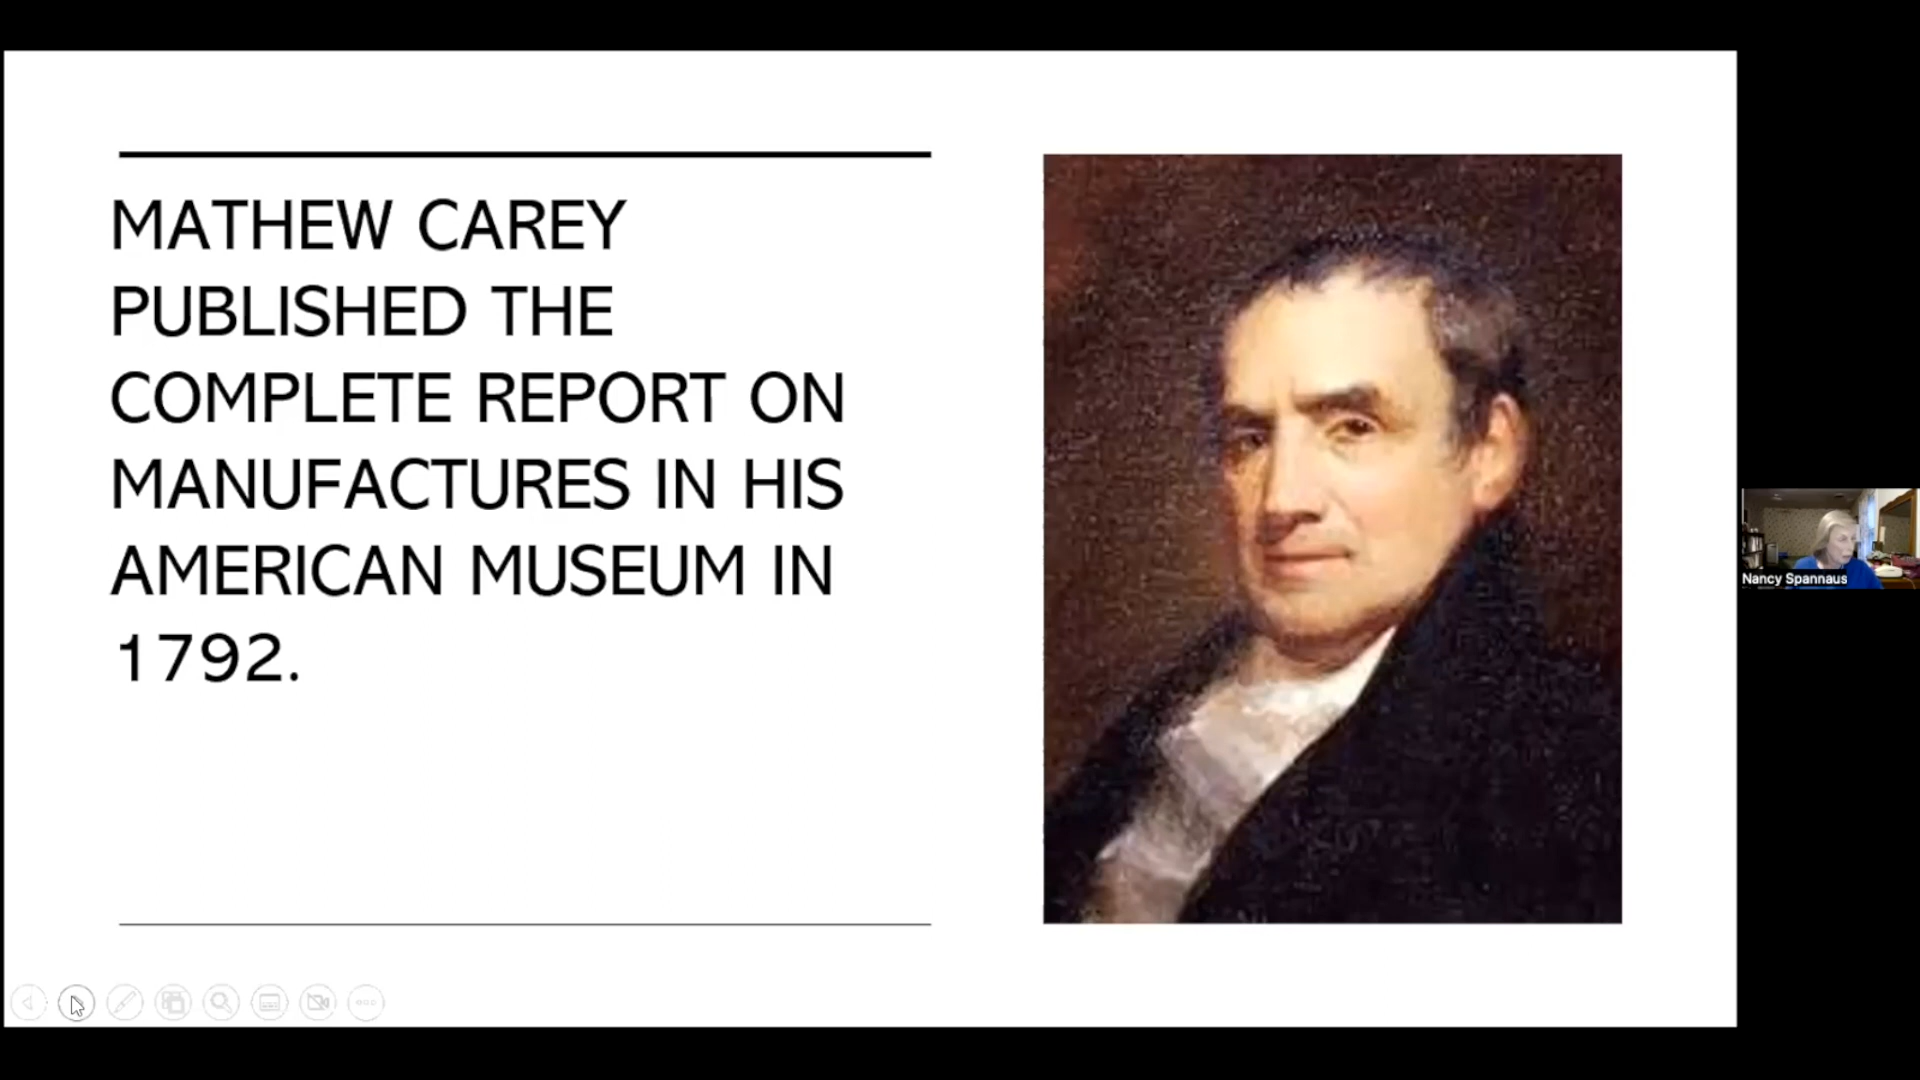 MATHEW CAREY
PUBLISHED THE
COMPLETE REPORT ON
MANUFACTURES IN HIS
AMERICAN MUSEUM IN
1792.
Nancy Spannaus